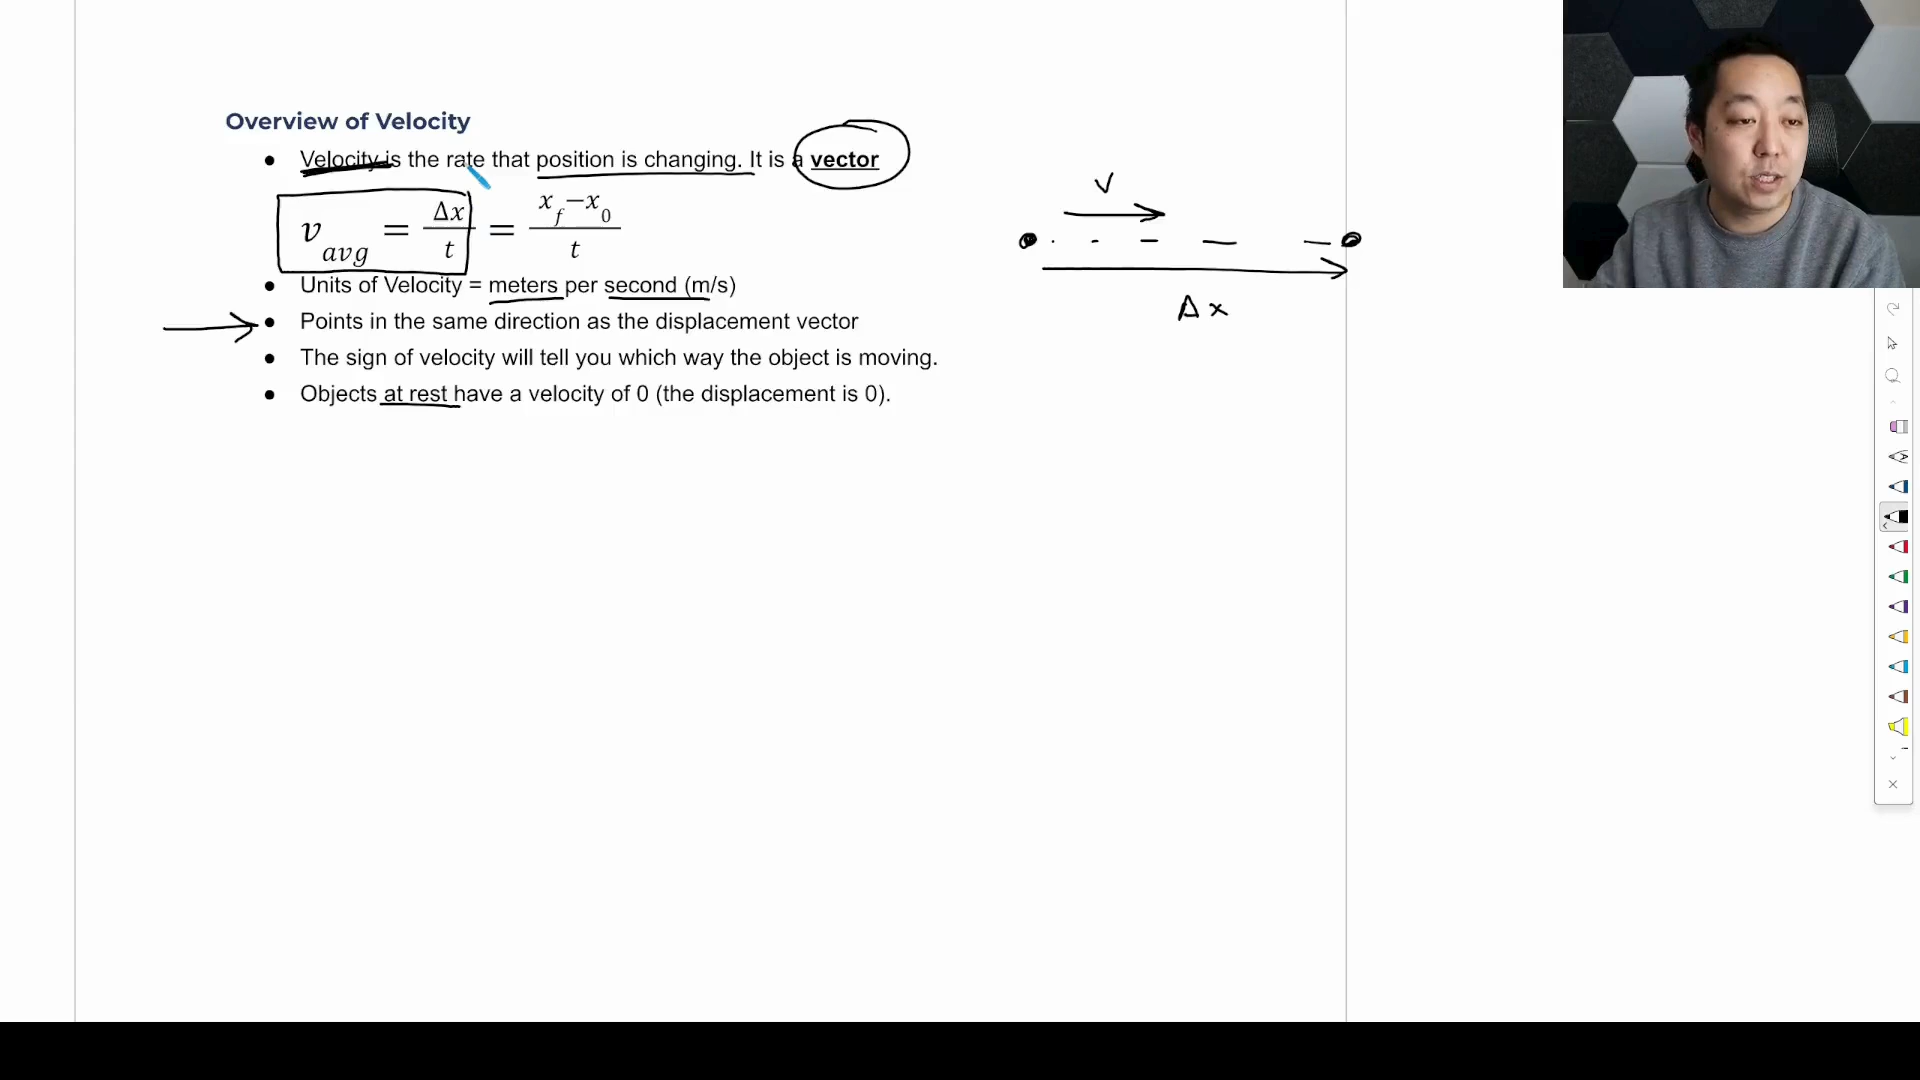 Overview of Velocity
● Velocity is the rate that position is changing. It is a vector
v_avg = Δx/t = (x_f−x_0)/t
● Units of Velocity = meters per second (m/s)
● Points in the same direction as the displacement vector
● The sign of velocity will tell you which way the object is moving.
● Objects at rest have a velocity of 0 (the displacement is 0).
v
Δx